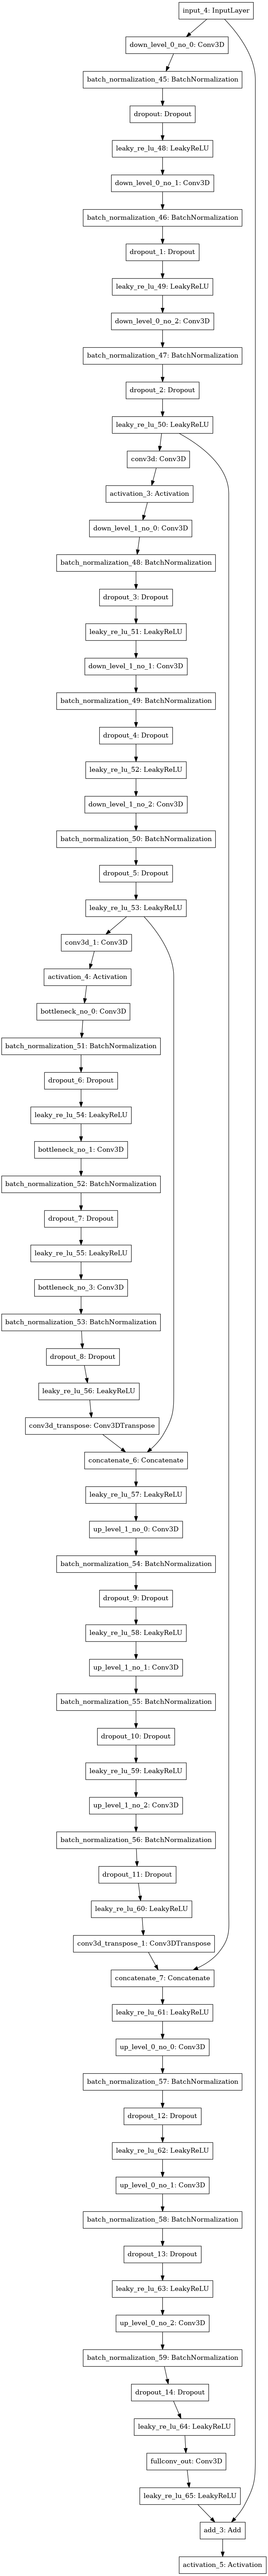 input_4: InputLayer
down_level_0_no_0: Conv3D
batch_normalization_45: BatchNormalization
dropout: Dropout
leaky_re_lu_48: LeakyReLU
down_level_0_no_1: Conv3D
batch_normalization_46: BatchNormalization
dropout_1: Dropout
leaky_re_lu_49: LeakyReLU
down_level_0_no_2: Conv3D
batch_normalization_47: BatchNormalization
dropout_2: Dropout
leaky_re_lu_50: LeakyReLU
conv3d: Conv3D
activation_3: Activation
down_level_1_no_0: Conv3D
batch_normalization_48: BatchNormalization
dropout_3: Dropout
leaky_re_lu_51: LeakyReLU
down_level_1_no_1: Conv3D
batch_normalization_49: BatchNormalization
dropout_4: Dropout
leaky_re_lu_52: LeakyReLU
down_level_1_no_2: Conv3D
batch_normalization_50: BatchNormalization
dropout_5: Dropout
leaky_re_lu_53: LeakyReLU
conv3d_1: Conv3D
activation_4: Activation
bottleneck_no_0: Conv3D
batch_normalization_51: BatchNormalization
dropout_6: Dropout
leaky_re_lu_54: LeakyReLU
bottleneck_no_1: Conv3D
batch_normalization_52: BatchNormalization
dropout_7: Dropout
leaky_re_lu_55: LeakyReLU
bottleneck_no_3: Conv3D
batch_normalization_53: BatchNormalization
dropout_8: Dropout
leaky_re_lu_56: LeakyReLU
conv3d_transpose: Conv3DTranspose
concatenate_6: Concatenate
leaky_re_lu_57: LeakyReLU
up_level_1_no_0: Conv3D
batch_normalization_54: BatchNormalization
dropout_9: Dropout
leaky_re_lu_58: LeakyReLU
up_level_1_no_1: Conv3D
batch_normalization_55: BatchNormalization
dropout_10: Dropout
leaky_re_lu_59: LeakyReLU
up_level_1_no_2: Conv3D
batch_normalization_56: BatchNormalization
dropout_11: Dropout
leaky_re_lu_60: LeakyReLU
conv3d_transpose_1: Conv3DTranspose
concatenate_7: Concatenate
leaky_re_lu_61: LeakyReLU
up_level_0_no_0: Conv3D
batch_normalization_57: BatchNormalization
dropout_12: Dropout
leaky_re_lu_62: LeakyReLU
up_level_0_no_1: Conv3D
batch_normalization_58: BatchNormalization
dropout_13: Dropout
leaky_re_lu_63: LeakyReLU
up_level_0_no_2: Conv3D
batch_normalization_59: BatchNormalization
dropout_14: Dropout
leaky_re_lu_64: LeakyReLU
fullconv_out: Conv3D
leaky_re_lu_65: LeakyReLU
add_3: Add
activation_5: Activation